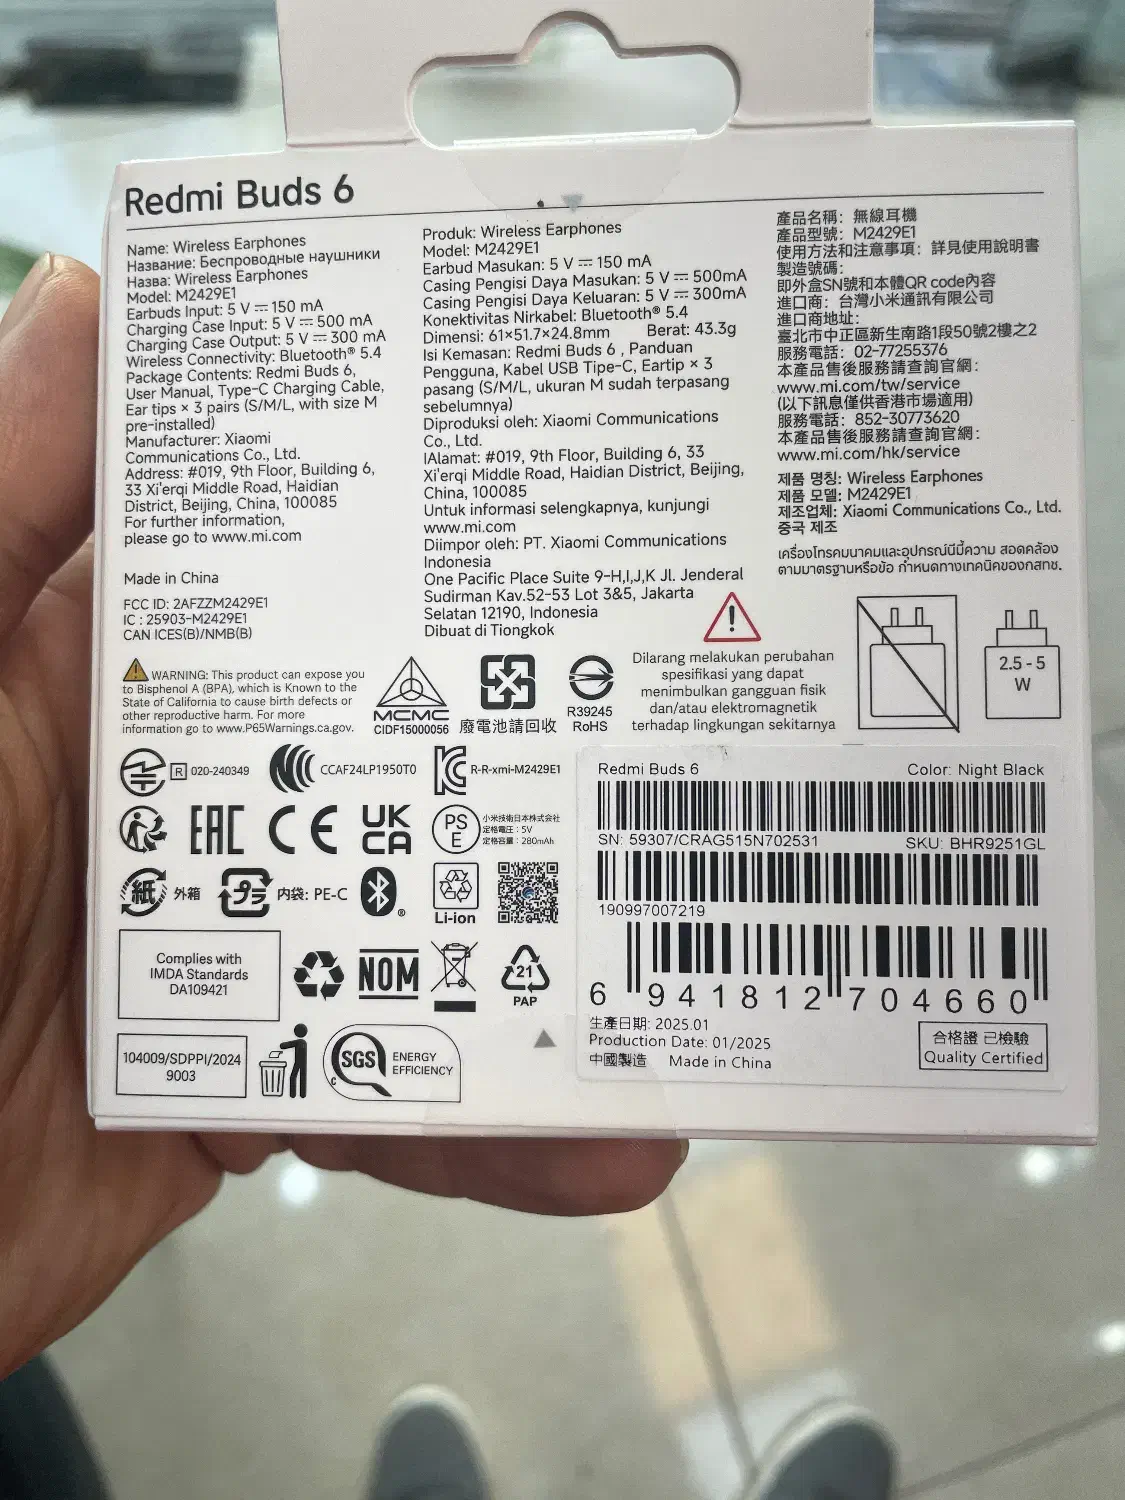 Redmi Buds 6
Name: Wireless Earphones
Название: Беспроводные наушники
Назва: Wireless Earphones
Model: M2429E1
Earbuds Input: 5 V ⎓ 150 mA
Charging Case Input: 5 V ⎓ 500 mA
Charging Case Output: 5 V ⎓ 300 mA
Wireless Connectivity: Bluetooth® 5.4
Package Contents: Redmi Buds 6,
User Manual, Type-C Charging Cable,
Ear tips × 3 pairs (S/M/L, with size M
pre-installed)
Manufacturer: Xiaomi
Communications Co., Ltd.
Address: #019, 9th Floor, Building 6,
33 Xi'erqi Middle Road, Haidian
District, Beijing, China, 100085
For further information,
please go to www.mi.com
Made in China
FCC ID: 2AFZZM2429E1
IC : 25903-M2429E1
CAN ICES(B)/NMB(B)
Produk: Wireless Earphones
Model: M2429E1
Earbud Masukan: 5 V ⎓ 150 mA
Casing Pengisi Daya Masukan: 5 V ⎓ 500mA
Casing Pengisi Daya Keluaran: 5 V ⎓ 300mA
Konektivitas Nirkabel: Bluetooth® 5.4
Dimensi: 61×51.7×24.8mm Berat: 43.3g
Isi Kemasan: Redmi Buds 6 , Panduan
Pengguna, Kabel USB Tipe-C, Eartip × 3
pasang (S/M/L, ukuran M sudah terpasang
sebelumnya)
Diproduksi oleh: Xiaomi Communications
Co., Ltd.
lAlamat: #019, 9th Floor, Building 6, 33
Xi'erqi Middle Road, Haidian District, Beijing,
China, 100085
Untuk informasi selengkapnya, kunjungi
www.mi.com
Diimpor oleh: PT. Xiaomi Communications
Indonesia
One Pacific Place Suite 9-H,I,J,K Jl. Jenderal
Sudirman Kav.52-53 Lot 3&5, Jakarta
Selatan 12190, Indonesia
Dibuat di Tiongkok
產品名稱：無線耳機
產品型號：M2429E1
使用方法和注意事項：詳見使用說明書
製造號碼：
即外盒SN號和本體QR code內容
進口商：台灣小米通訊有限公司
進口商地址：
臺北市中正區新生南路1段50號2樓之2
服務電話：02-77255376
本產品售後服務請查詢官網：
www.mi.com/tw/service
(以下訊息僅供香港市場適用)
服務電話：852-30773620
本產品售後服務請查詢官網：
www.mi.com/hk/service
제품 명칭: Wireless Earphones
제품 모델: M2429E1
제조업체: Xiaomi Communications Co., Ltd.
중국 제조
เครื่องโทรคมนาคมและอุปกรณ์นี้มีความ สอดคล้อง
ตามมาตรฐานหรือข้อ กำหนดทางเทคนิคของกสทช.
WARNING: This product can expose you
to Bisphenol A (BPA), which is Known to the
State of California to cause birth defects or
other reproductive harm. For more
information go to www.P65Warnings.ca.gov.
MCMC
CIDF15000056
廢電池請回收
R39245
RoHS
Dilarang melakukan perubahan
spesifikasi yang dapat
menimbulkan gangguan fisik
dan/atau elektromagnetik
terhadap lingkungan sekitarnya
2.5 - 5
W
R 020-240349
CCAF24LP1950T0
R-R-xmi-M2429E1
EAC CE UK
CA
PS
E
小米技術日本株式会社
定格電圧：5V
定格容量：280mAh
紙 外箱
プラ 内袋: PE-C
Li-ion
Complies with
IMDA Standards
DA109421
NOM
21
PAP
104009/SDPPI/2024
9003
SGS
C
ENERGY
EFFICIENCY
Redmi Buds 6 Color: Night Black
SN: 59307/CRAG515N702531 SKU: BHR9251GL
190997007219
6 941812 704660
生產日期: 2025.01
Production Date: 01/2025
中國製造 Made in China
合格證 已檢驗
Quality Certified